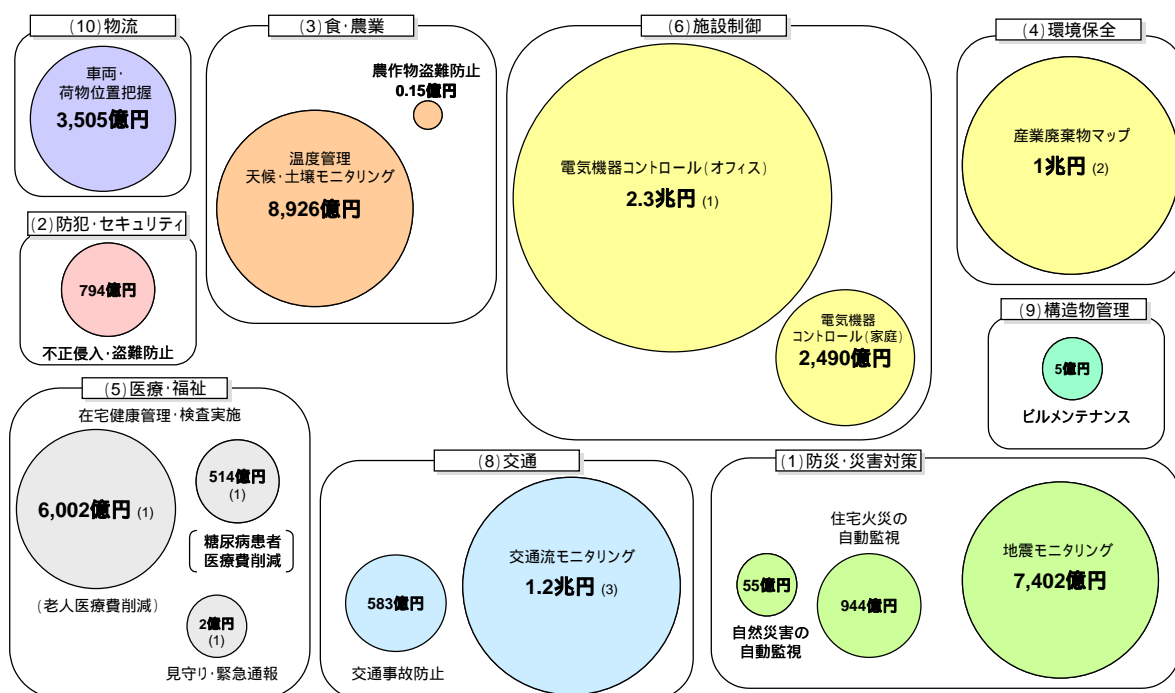 (10)物流
車両・
荷物位置把握
3,505億円
(3)食・農業
農作物盗難防止
0.15億円
温度管理
天候・土壌モニタリング
8,926億円
(6)施設制御
電気機器コントロール(オフィス)
2.3兆円 (1)
電気機器
コントロール(家庭)
2,490億円
(4)環境保全
産業廃棄物マップ
1兆円 (2)
(2)防犯・セキュリティ
794億円
不正侵入・盗難防止
(9)構造物管理
5億円
ビルメンテナンス
(5)医療・福祉
在宅健康管理・検査実施
6,002億円 (1)
(老人医療費削減)
514億円
(1)
糖尿病患者
医療費削減
2億円
(1)
見守り・緊急通報
(8)交通
583億円
交通事故防止
交通流モニタリング
1.2兆円 (3)
(1)防災・災害対策
55億円
自然災害の
自動監視
住宅火災の
自動監視
944億円
地震モニタリング
7,402億円